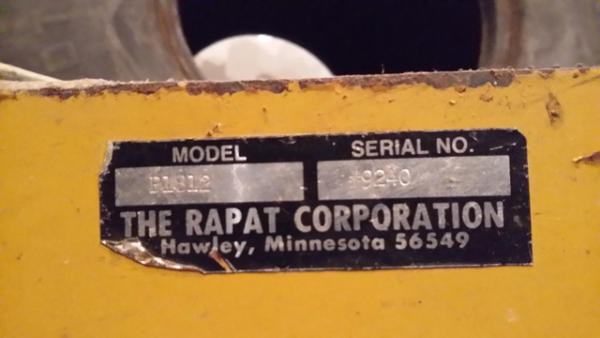 MODEL SERIAL NO.
9240
THE RAPAT CORPORATION
Hawley, Minnesota 56549